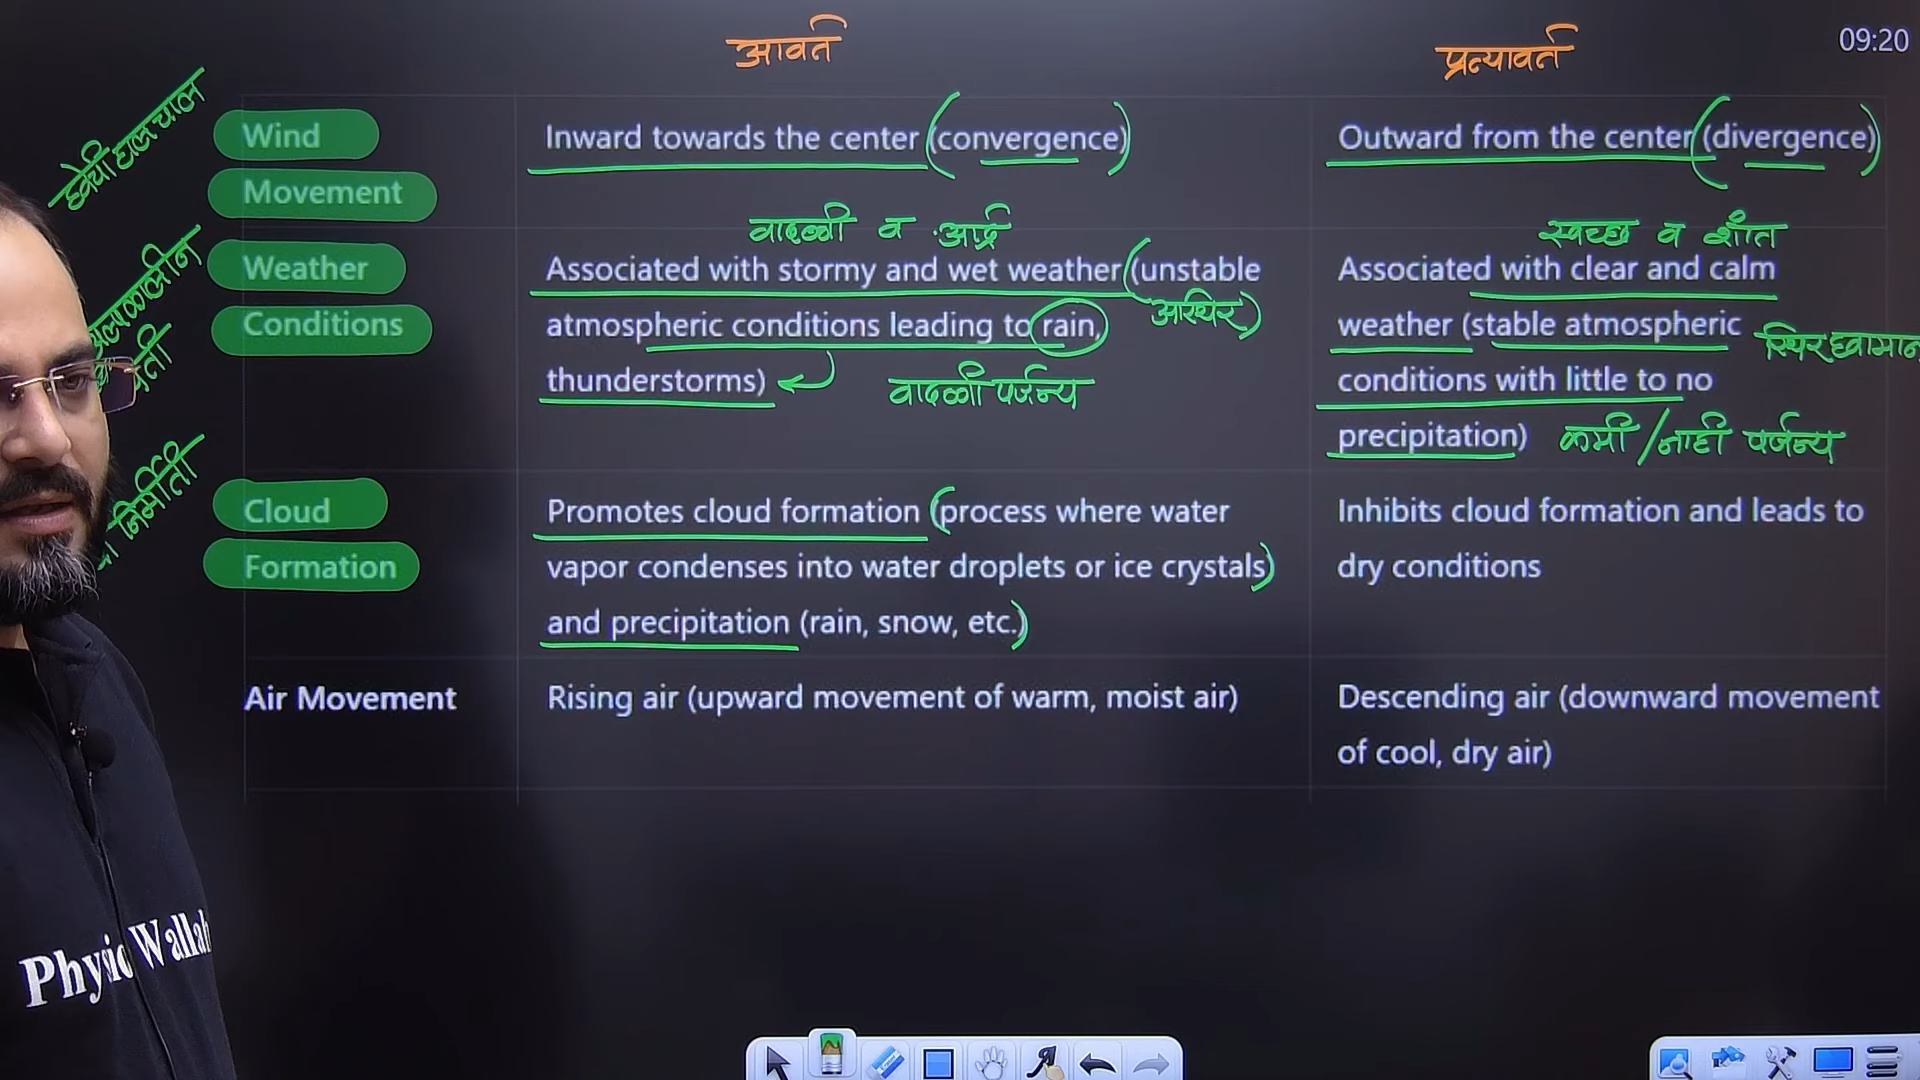 आवर्त
प्रत्यावर्त
09:20
हवेची हालचाल
Wind
Movement
Inward towards the center (convergence)
Outward from the center (divergence)
वादळी व आर्द्र
स्वच्छ व शांत
Weather
Conditions
Associated with stormy and wet weather (unstable
अस्थिर)
atmospheric conditions leading to rain,
thunderstorms)
वादळी पर्जन्य
Associated with clear and calm
weather (stable atmospheric
स्थिर हवामान
conditions with little to no
precipitation)
कमी/नाही पर्जन्य
निर्मिती
Cloud
Formation
Promotes cloud formation (process where water
vapor condenses into water droplets or ice crystals)
and precipitation (rain, snow, etc.)
Inhibits cloud formation and leads to
dry conditions
Air Movement
Rising air (upward movement of warm, moist air)
Descending air (downward movement
of cool, dry air)
Physic Wallah